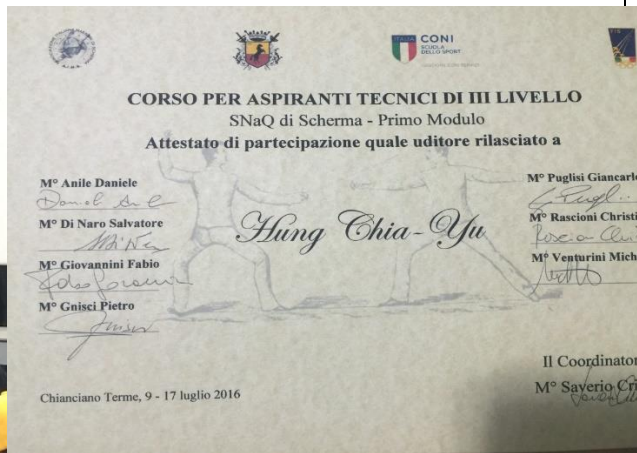 ITALIA CONI
SCUOLA
DELLO SPORT
CORSO PER ASPIRANTI TECNICI DI III LIVELLO
SNaQ di Scherma - Primo Modulo
Attestato di partecipazione quale uditore rilasciato a
M° Anile Daniele
M° Di Naro Salvatore
M° Giovannini Fabio
M° Gnisci Pietro
Hung Chia-Yu
M° Puglisi Giancarl
M° Rascioni Christi
M° Venturini Mich
Il Coordinator
M° Saverio Cri
Chianciano Terme, 9 - 17 luglio 2016